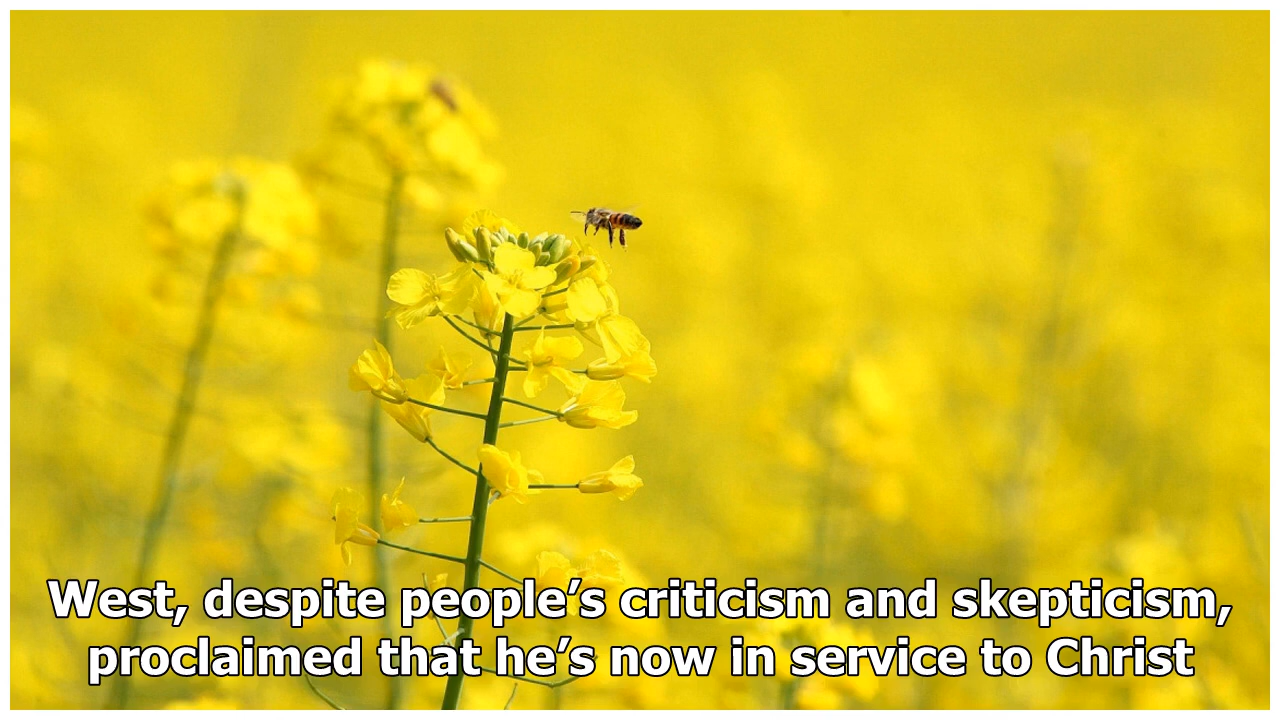 West, despite people’s criticism and skepticism,
proclaimed that he’s now in service to Christ